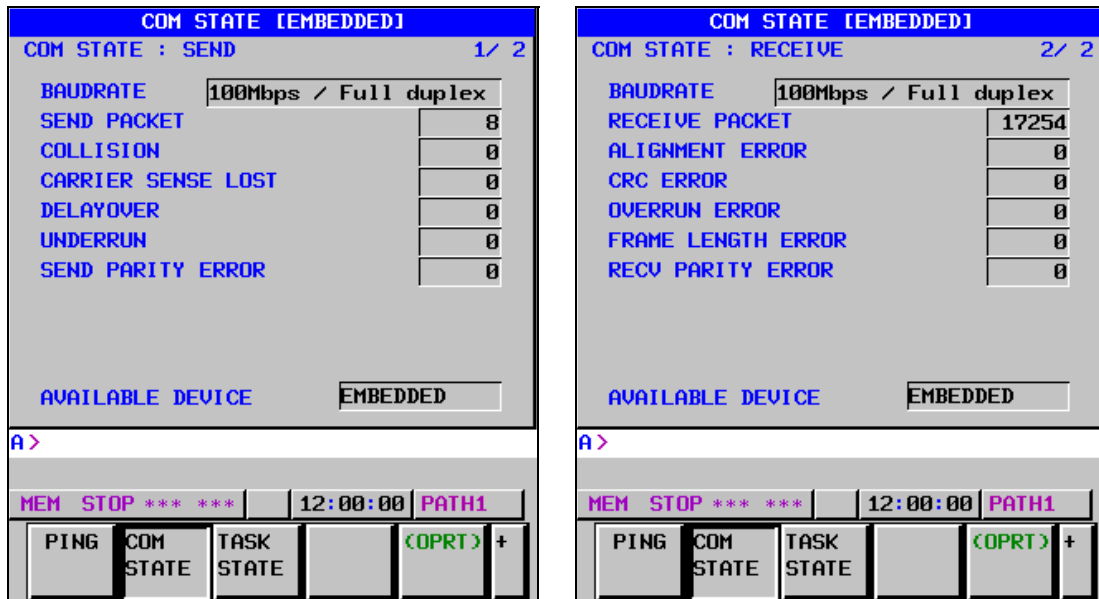 COM STATE [EMBEDDED]
COM STATE : SEND 1/ 2
BAUDRATE 100Mbps / Full duplex
SEND PACKET 8
COLLISION 0
CARRIER SENSE LOST 0
DELAYOVER 0
UNDERRUN 0
SEND PARITY ERROR 0
AVAILABLE DEVICE EMBEDDED
A>
MEM STOP *** *** 12:00:00 PATH1
PING COM STATE TASK STATE (OPRT) +
COM STATE [EMBEDDED]
COM STATE : RECEIVE 2/ 2
BAUDRATE 100Mbps / Full duplex
RECEIVE PACKET 17254
ALIGNMENT ERROR 0
CRC ERROR 0
OVERRUN ERROR 0
FRAME LENGTH ERROR 0
RECV PARITY ERROR 0
AVAILABLE DEVICE EMBEDDED
A>
MEM STOP *** *** 12:00:00 PATH1
PING COM STATE TASK STATE (OPRT) +